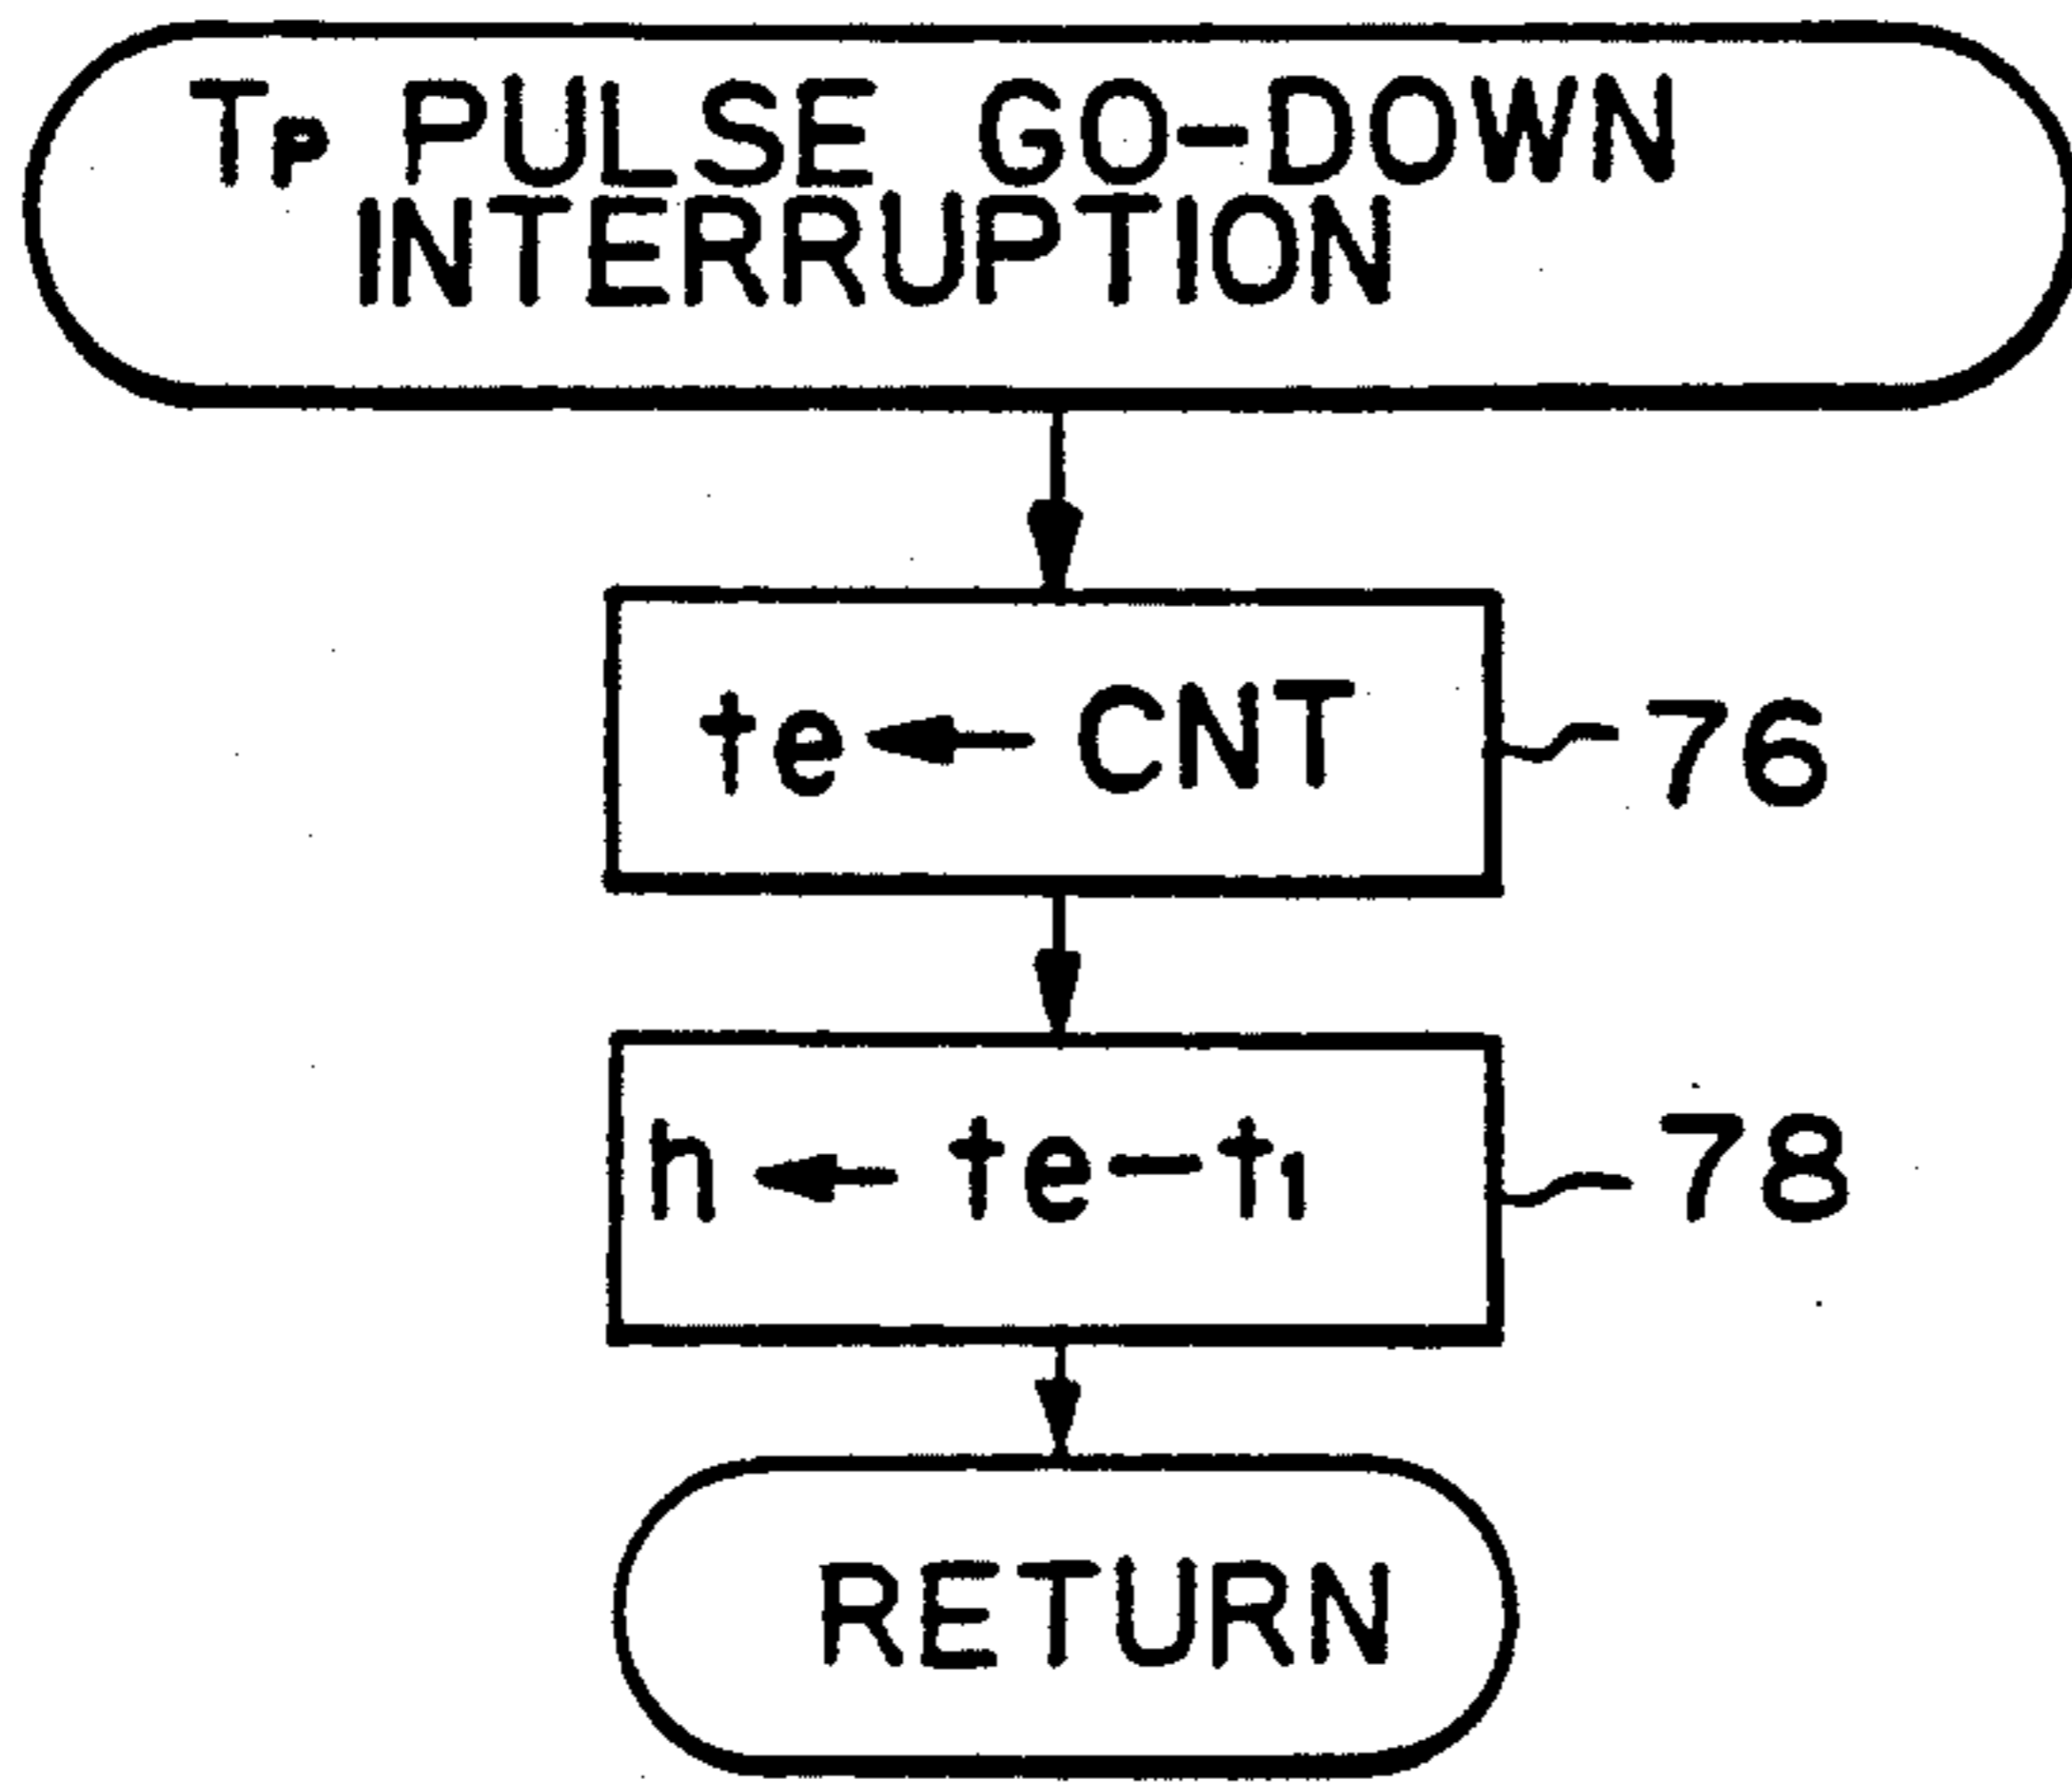 Tp PULSE GO-DOWN
INTERRUPTION
te ← CNT 76
h ← te-t1 78
RETURN